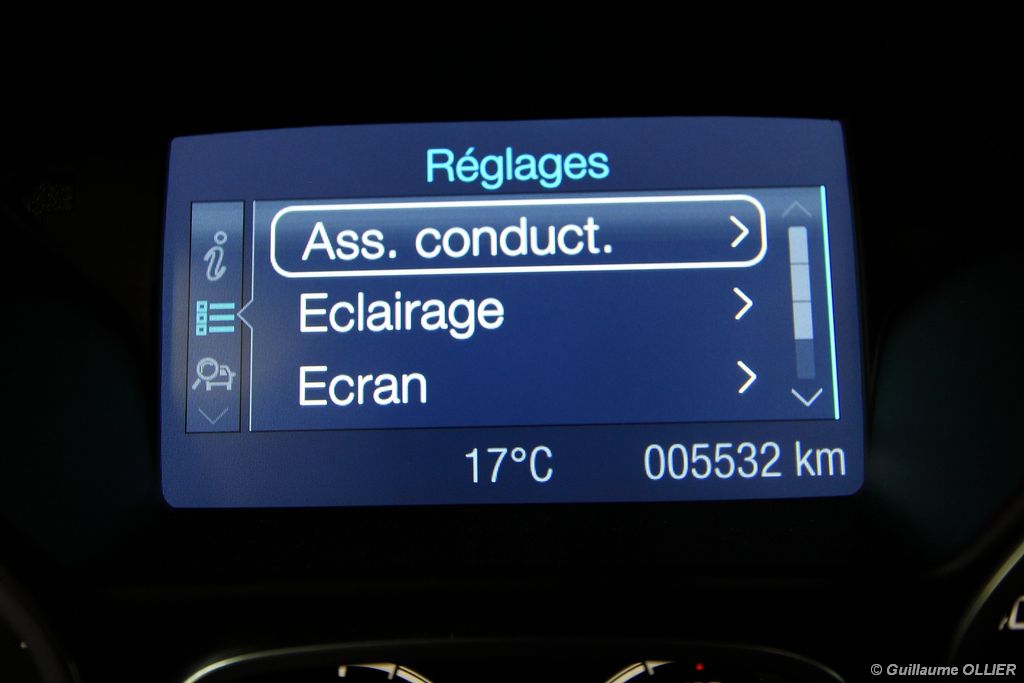 Réglages
Ass. conduct.
Eclairage
Ecran
17°C 005532 km
© Guillaume OLLIER